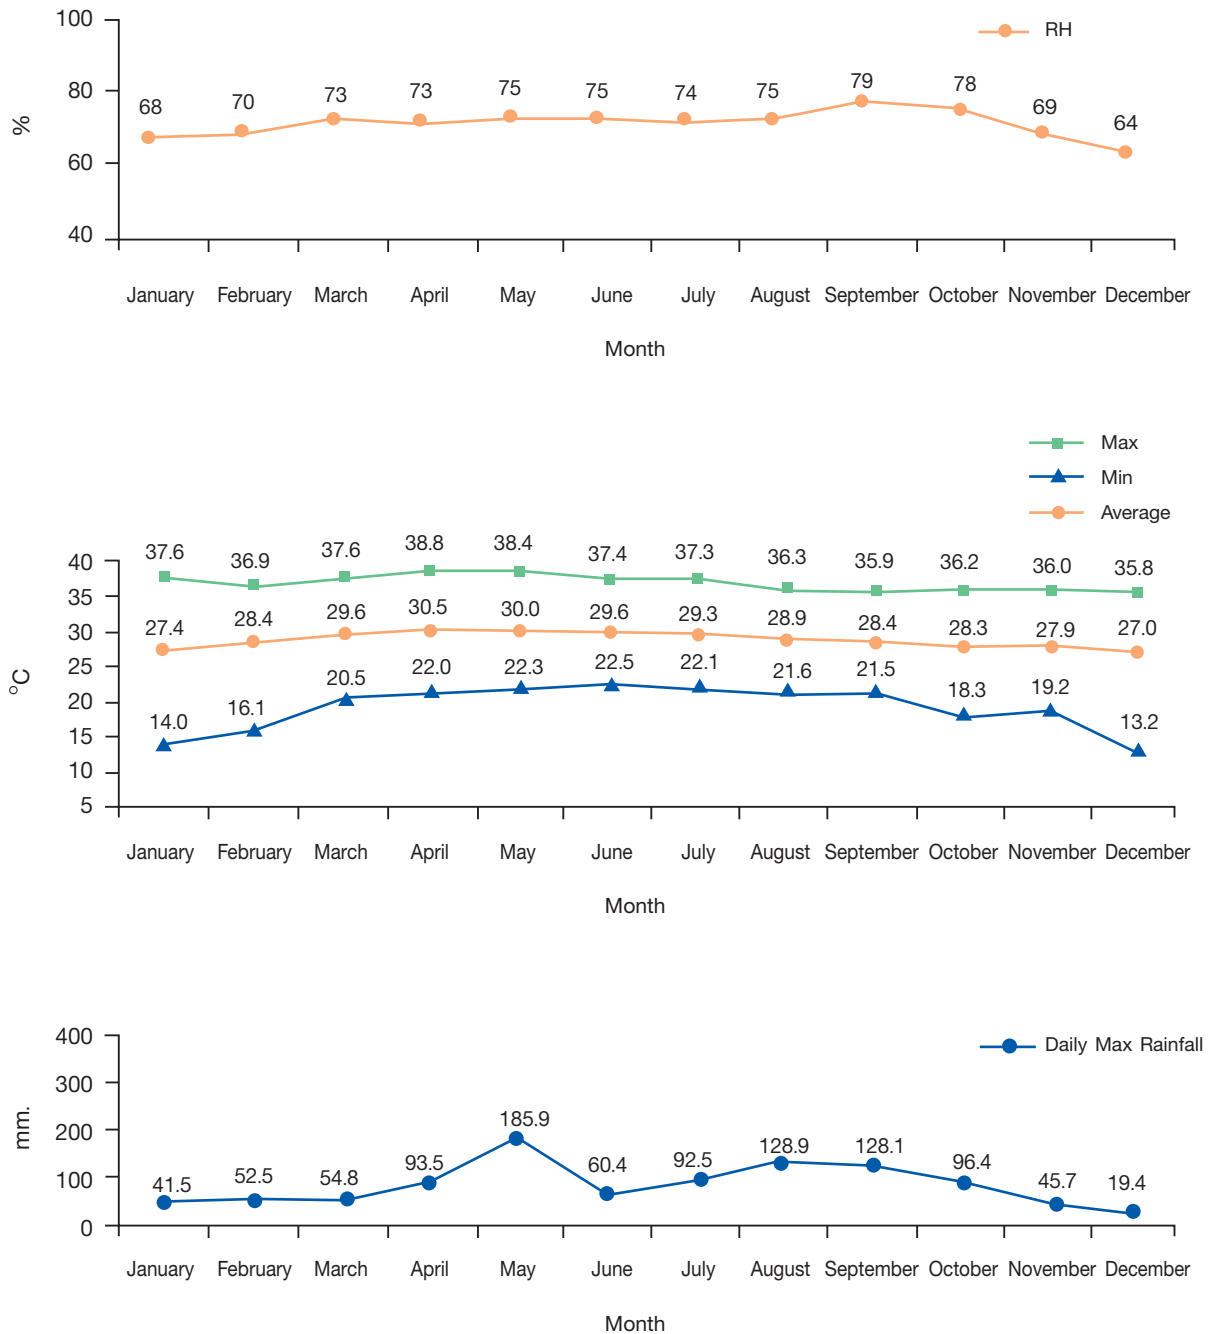 100
RH
80
%
60
40
68 70 73 73 75 75 74 75 79 78 69 64
January February March April May June July August September October November December
Month
Max
Min
Average
40
35
30
25
°C
20
15
10
5
37.6 36.9 37.6 38.8 38.4 37.4 37.3 36.3 35.9 36.2 36.0 35.8
27.4 28.4 29.6 30.5 30.0 29.6 29.3 28.9 28.4 28.3 27.9 27.0
14.0 16.1 20.5 22.0 22.3 22.5 22.1 21.6 21.5 18.3 19.2 13.2
January February March April May June July August September October November December
Month
400
Daily Max Rainfall
300
mm.
200
100
0
41.5 52.5 54.8 93.5 185.9 60.4 92.5 128.9 128.1 96.4 45.7 19.4
January February March April May June July August September October November December
Month